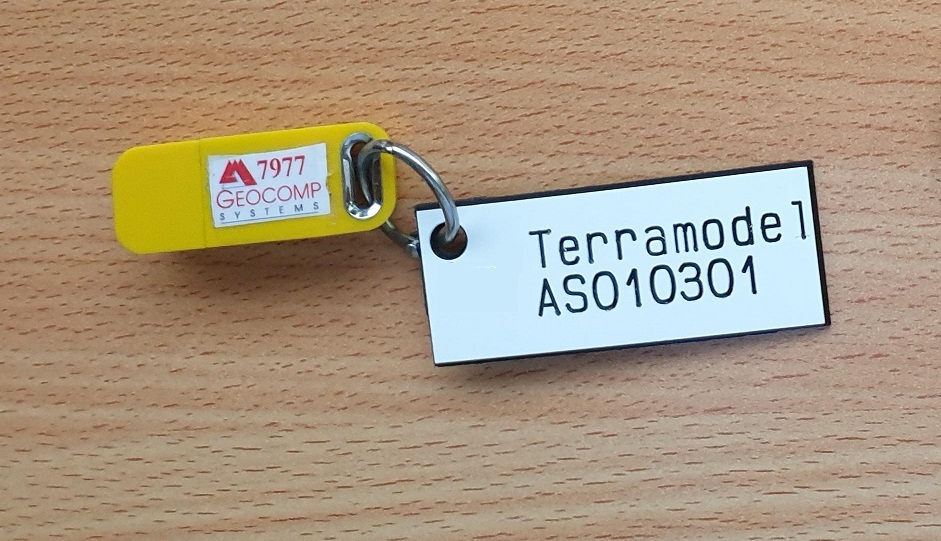 7977
GEOCOMP
SYSTEMS
Terramodel
AS010301